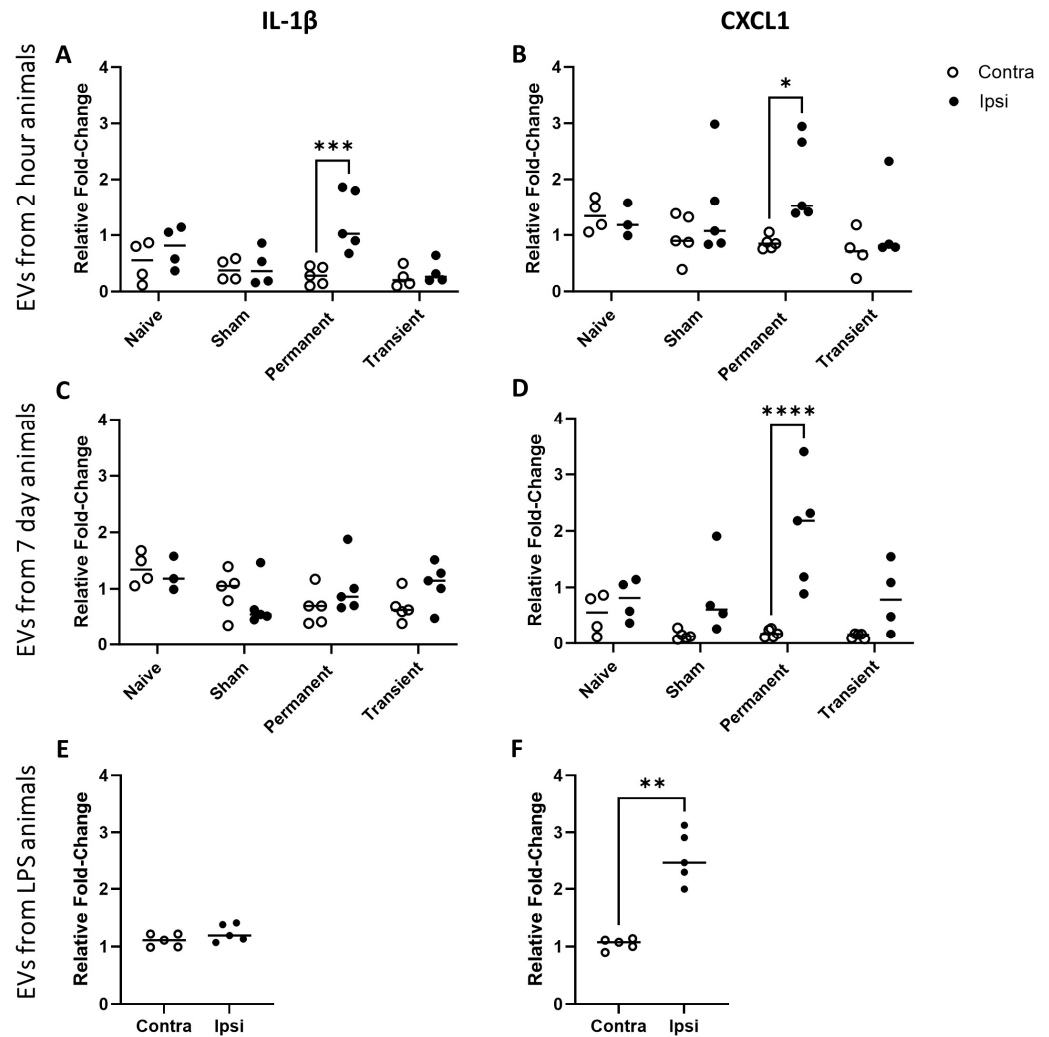 IL-1β
CXCL1
EVs from 2 hour animals
A
Relative Fold-Change
4
3
2
1
0
***
Naive
Sham
Permanent
Transient
B
Relative Fold-Change
4
3
2
1
0
*
Naive
Sham
Permanent
Transient
Contra
Ipsi
EVs from 7 day animals
C
Relative Fold-Change
4
3
2
1
0
Naive
Sham
Permanent
Transient
D
Relative Fold-Change
4
3
2
1
0
****
Naive
Sham
Permanent
Transient
EVs from LPS animals
E
Relative Fold-Change
4
3
2
1
0
Contra Ipsi
F
Relative Fold-Change
4
3
2
1
0
**
Contra Ipsi